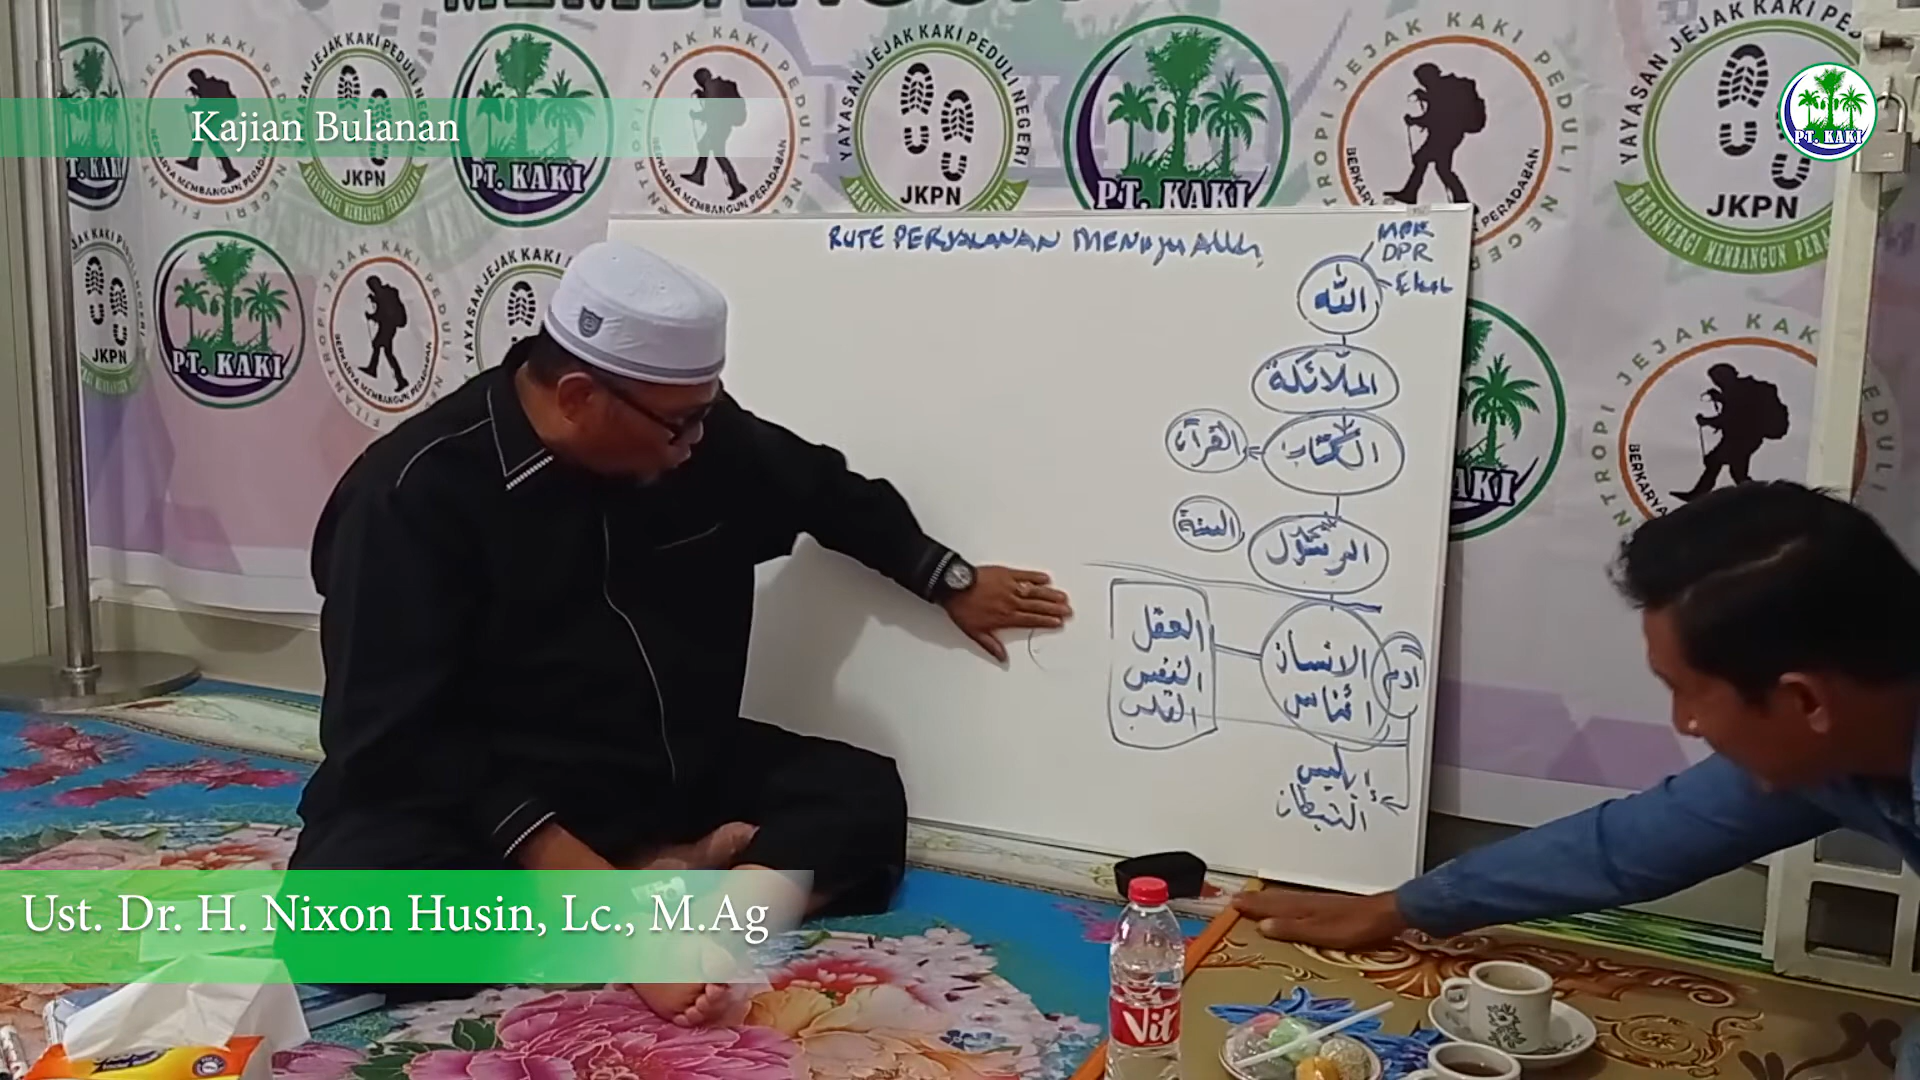 MEMBANGUN
Kajian Bulanan
PT. KAKI
YAYASAN JEJAK KAKI PEDULI NEGERI
JKPN
BERSINERGI MEMBANGUN PERADABAN
FILANTROPI JEJAK KAKI PEDULI NEGERI
BERKARYA MEMBANGUN PERADABAN
RUTE PERJALANAN MENUJU ALLAH
MPR
DPR
الله
الملائكة
الكتاب
القرآن
الرسول
السنة
العقل
النفس
القلب
الانسان
الناس
آدم
ابليس
الشيطان
Ust. Dr. H. Nixon Husin, Lc., M.Ag
Vit